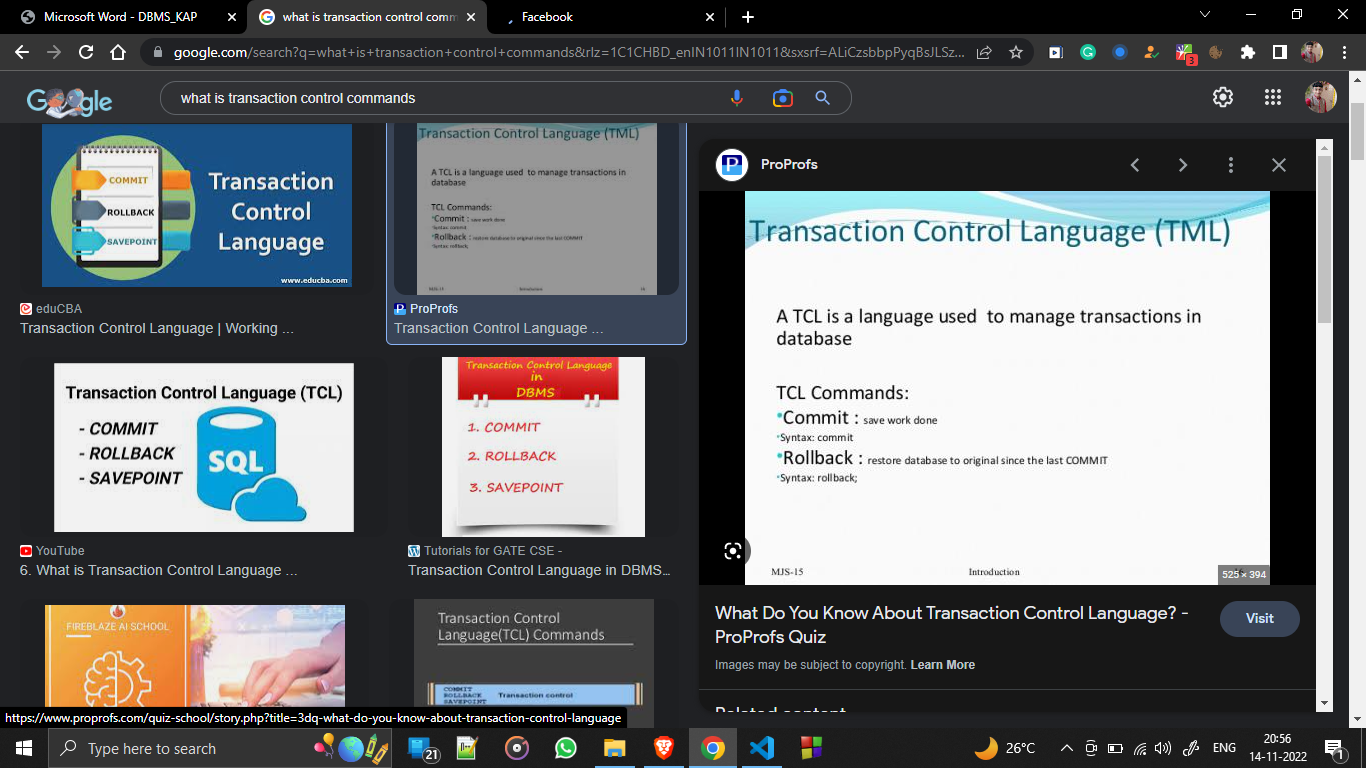 Microsoft Word - DBMS_KAP
what is transaction control comm
Facebook
google.com/search?q=what+is+transaction+control+commands&rlz=1C1CHBD_enIN1011IN1011&sxsrf=ALiCzsbbpPyqBsJLSz...
3
Google
what is transaction control commands
COMMIT
ROLLBACK
SAVEPOINT
Transaction
Control
Language
www.educba.com
eduCBA
Transaction Control Language | Working ...
Transaction Control Language (TML)
A TCL is a language used to manage transactions in
database
TCL Commands:
•Commit : save work done
•Syntax: commit
•Rollback : restore database to original since the last COMMIT
•Syntax: rollback;
MJS-15
Introduction
ProProfs
Transaction Control Language ...
Transaction Control Language (TCL)
- COMMIT
- ROLLBACK
- SAVEPOINT
SQL
YouTube
6. What is Transaction Control Language ...
Transaction Control Language
in
DBMS
1. COMMIT
2. ROLLBACK
3. SAVEPOINT
Tutorials for GATE CSE -
Transaction Control Language in DBMS...
FIREBLAZE AI SCHOOL
Transaction Control
Language(TCL) Commands
COMMIT
ROLLBACK
SAVEPOINT
Transaction control
P
ProProfs
Transaction Control Language (TML)
A TCL is a language used to manage transactions in
database
TCL Commands:
•Commit : save work done
•Syntax: commit
•Rollback : restore database to original since the last COMMIT
•Syntax: rollback;
MJS-15
Introduction
525 × 394
What Do You Know About Transaction Control Language? -
ProProfs Quiz
Visit
Images may be subject to copyright. Learn More
Related content
https://www.proprofs.com/quiz-school/story.php?title=3dq-what-do-you-know-about-transaction-control-language
Type here to search
21
26°C
ENG
20:56
14-11-2022
1